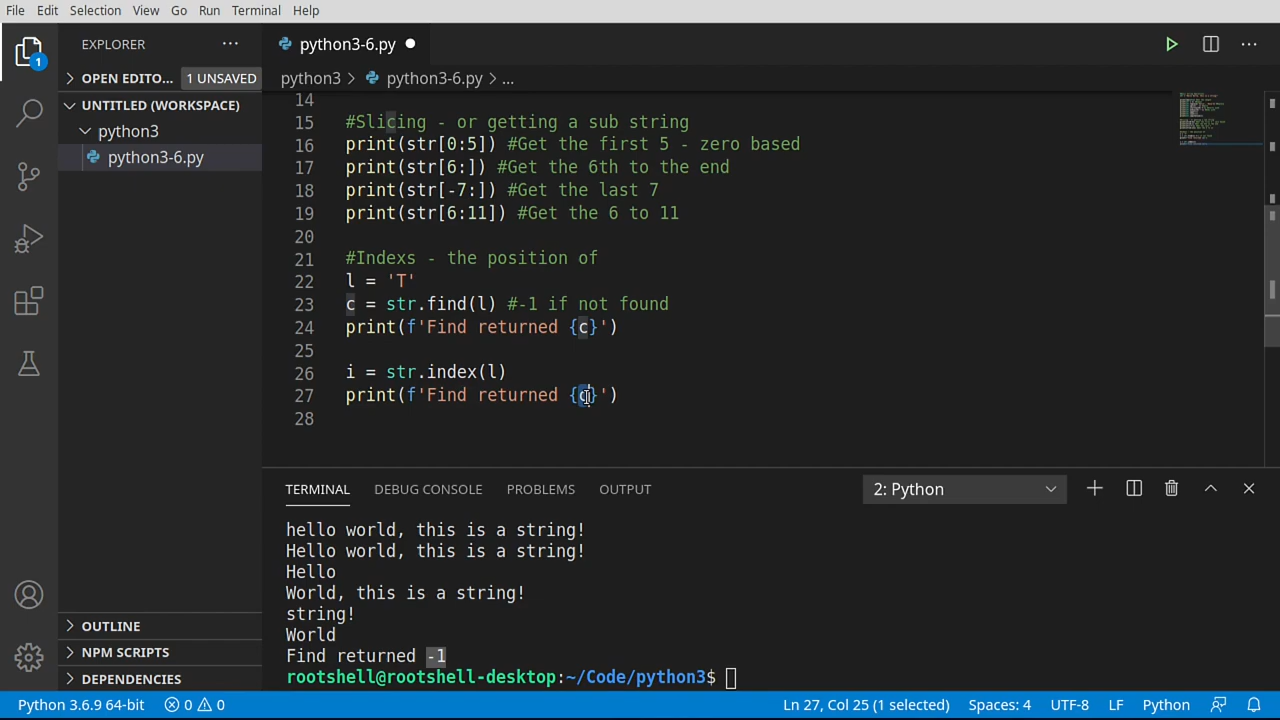 File Edit Selection View Go Run Terminal Help
EXPLORER
python3-6.py
OPEN EDITO... 1 UNSAVED
python3 > python3-6.py > ...
UNTITLED (WORKSPACE)
python3
python3-6.py
14
15 #Slicing - or getting a sub string
16 print(str[0:5]) #Get the first 5 - zero based
17 print(str[6:]) #Get the 6th to the end
18 print(str[-7:]) #Get the last 7
19 print(str[6:11]) #Get the 6 to 11
20
21 #Indexs - the position of
22 l = 'T'
23 c = str.find(l) #-1 if not found
24 print(f'Find returned {c}')
25
26 i = str.index(l)
27 print(f'Find returned {c}')
28
TERMINAL DEBUG CONSOLE PROBLEMS OUTPUT 2: Python
hello world, this is a string!
Hello world, this is a string!
Hello
World, this is a string!
string!
World
Find returned -1
rootshell@rootshell-desktop:~/Code/python3$
OUTLINE
NPM SCRIPTS
DEPENDENCIES
1
Python 3.6.9 64-bit 0 0 Ln 27, Col 25 (1 selected) Spaces: 4 UTF-8 LF Python